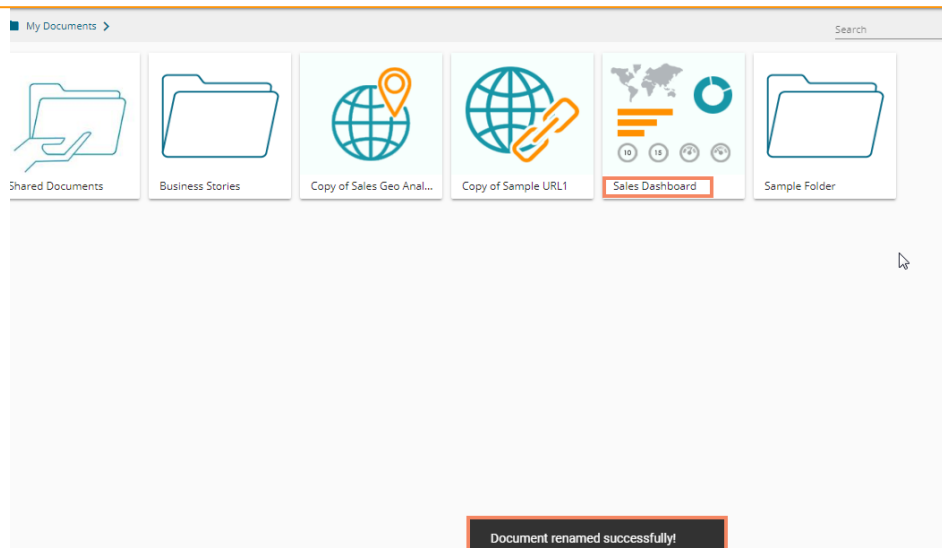 My Documents
Search
Shared Documents
Business Stories
Copy of Sales Geo Anal...
Copy of Sample URL1
10
15
Sales Dashboard
Sample Folder
Document renamed successfully!